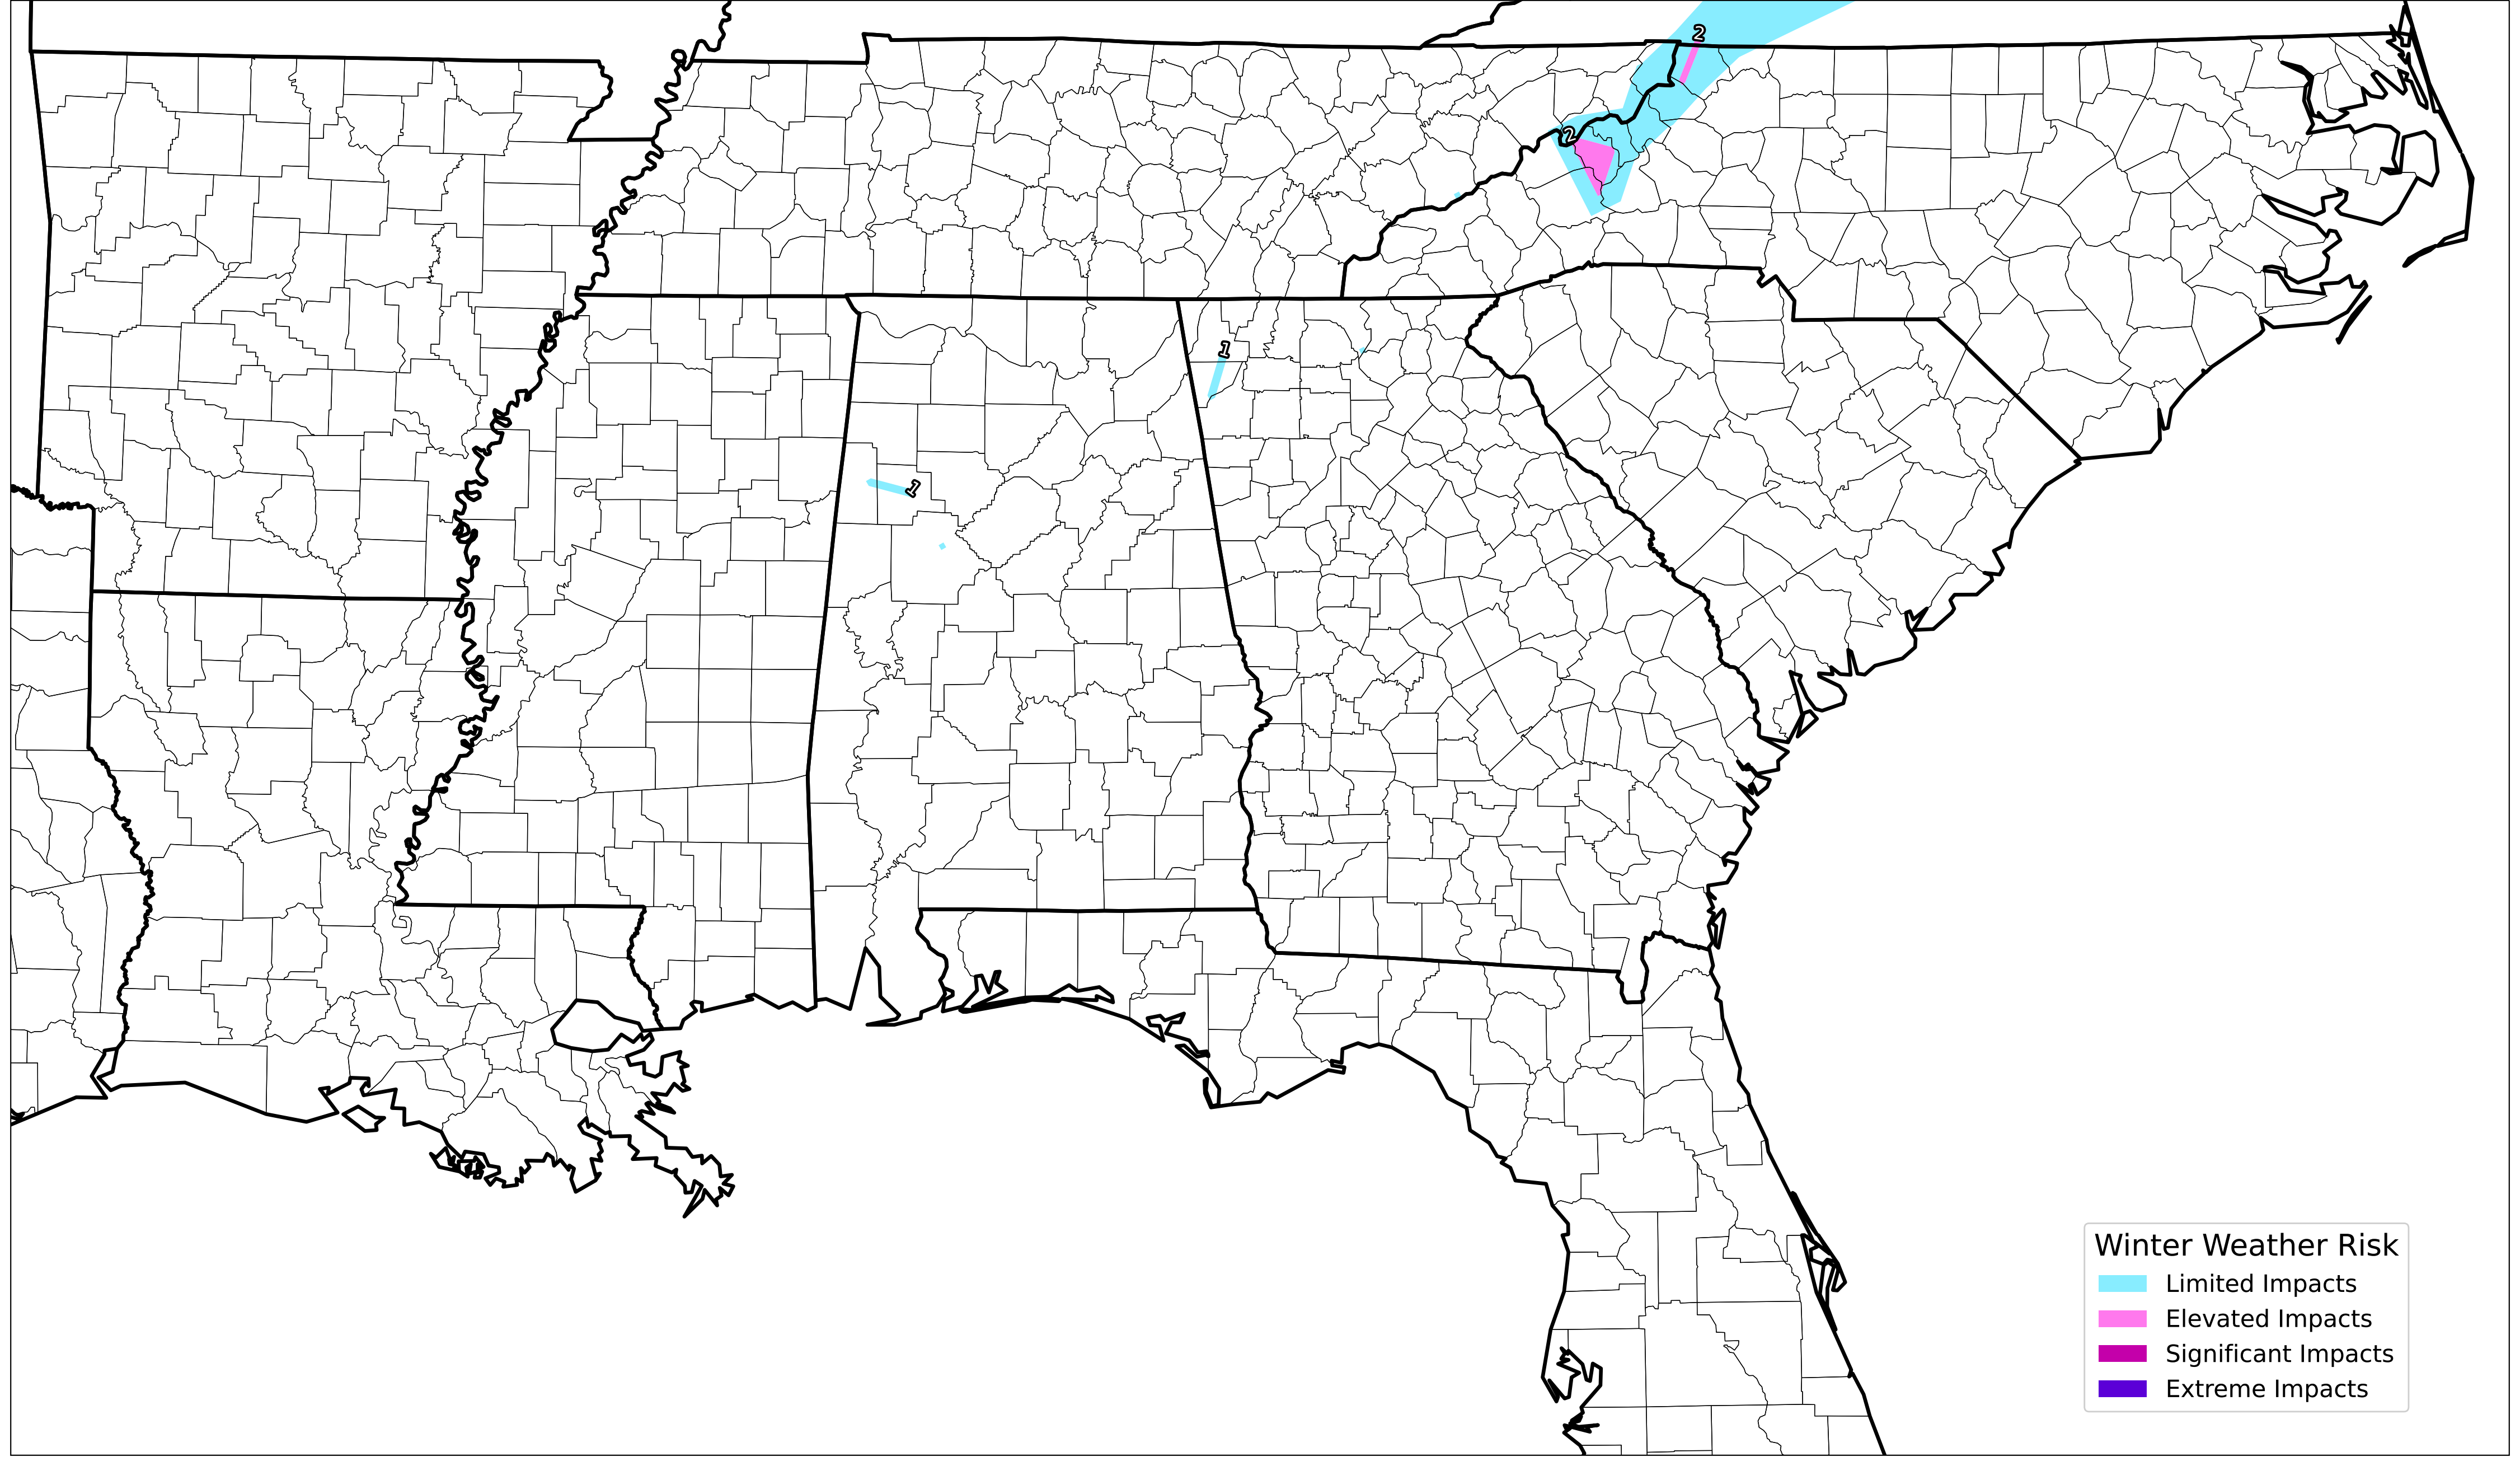 2
2
1
1
Winter Weather Risk
Limited Impacts
Elevated Impacts
Significant Impacts
Extreme Impacts